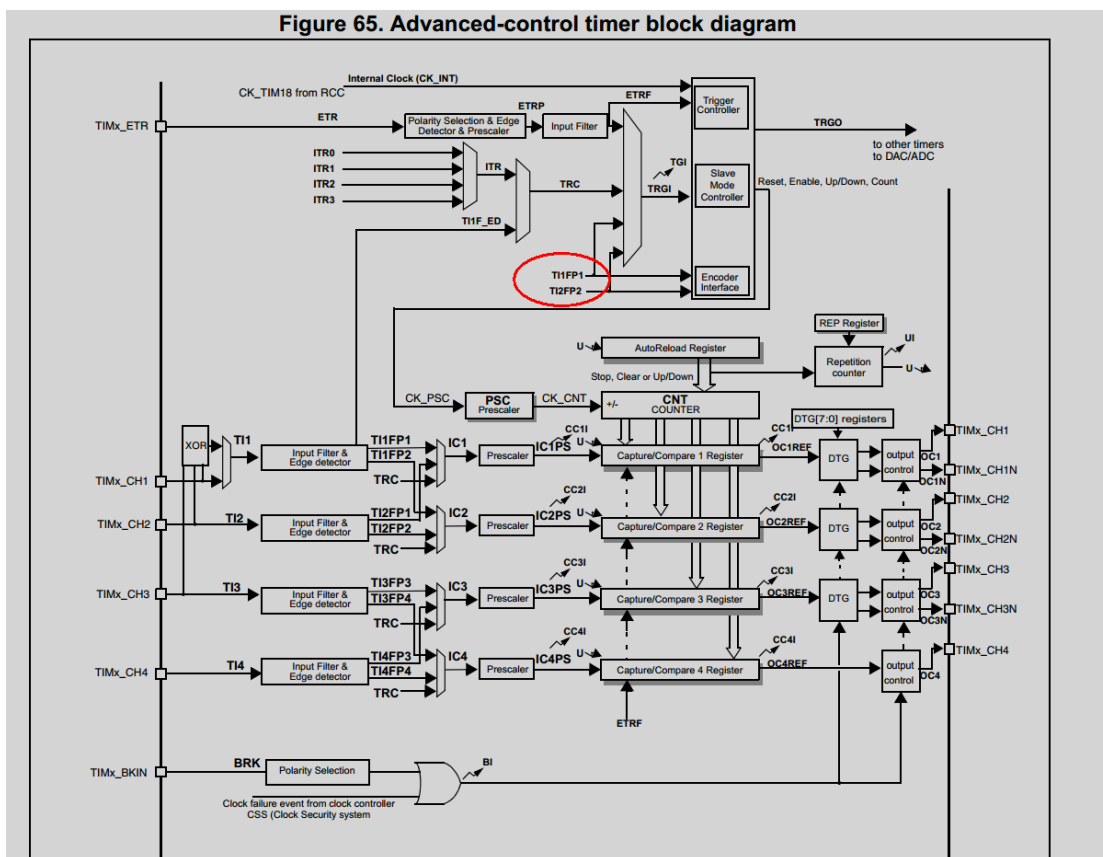 Figure 65. Advanced-control timer block diagram
Internal Clock (CK_INT)
CK_TIM18 from RCC
ETRF
Trigger
Controller
ETRP
TIMx_ETR
ETR
Polarity Selection & Edge
Detector & Prescaler
Input Filter
TRGO
to other timers
to DAC/ADC
ITR0
ITR1
ITR2
ITR3
ITR
TGI
TRC
TRGI
Slave
Mode
Controller
Reset, Enable, Up/Down, Count
TI1F_ED
TI1FP1
TI2FP2
Encoder
Interface
REP Register
UI
U
AutoReload Register
Repetition
counter
U
Stop, Clear or Up/Down
CK_PSC
PSC
Prescaler
CK_CNT
+/-
CNT
COUNTER
DTG[7:0] registers
XOR
TI1
Input Filter &
Edge detector
TI1FP1
TI1FP2
TRC
IC1
Prescaler
IC1PS
CC1I
U
Capture/Compare 1 Register
CC1I
OC1REF
DTG
output
control
OC1
OC1N
TIMx_CH1
TIMx_CH1N
TIMx_CH1
TIMx_CH2
TI2
Input Filter &
Edge detector
TI2FP1
TI2FP2
TRC
IC2
Prescaler
IC2PS
CC2I
U
Capture/Compare 2 Register
CC2I
OC2REF
DTG
output
control
OC2
OC2N
TIMx_CH2
TIMx_CH2N
TIMx_CH3
TI3
Input Filter &
Edge detector
TI3FP3
TI3FP4
TRC
IC3
Prescaler
IC3PS
CC3I
U
Capture/Compare 3 Register
CC3I
OC3REF
DTG
output
control
OC3
OC3N
TIMx_CH3
TIMx_CH3N
TIMx_CH4
TI4
Input Filter &
Edge detector
TI4FP3
TI4FP4
TRC
IC4
Prescaler
IC4PS
CC4I
U
Capture/Compare 4 Register
CC4I
OC4REF
output
control
OC4
TIMx_CH4
ETRF
TIMx_BKIN
BRK
Polarity Selection
BI
Clock failure event from clock controller
CSS (Clock Security system